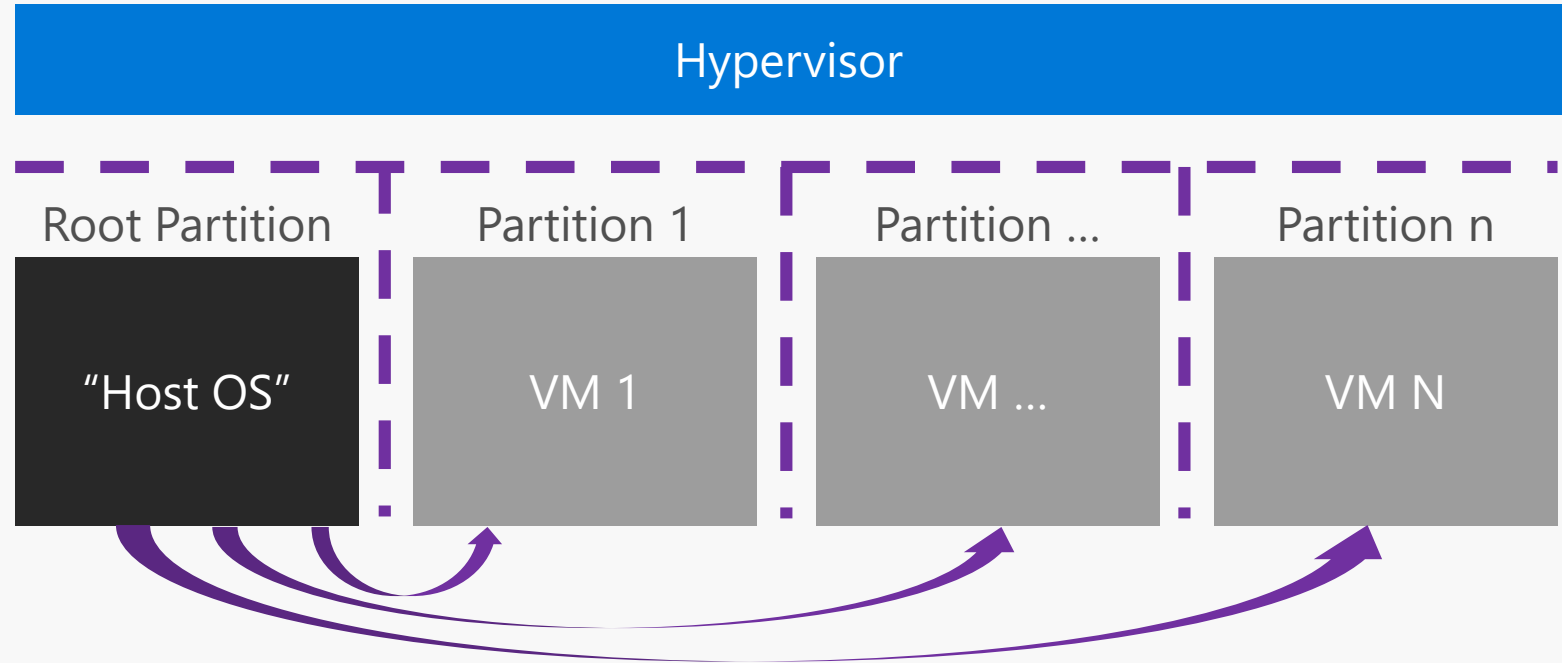 Hypervisor
Root Partition
Partition 1
Partition …
Partition n
“Host OS”
VM 1
VM …
VM N